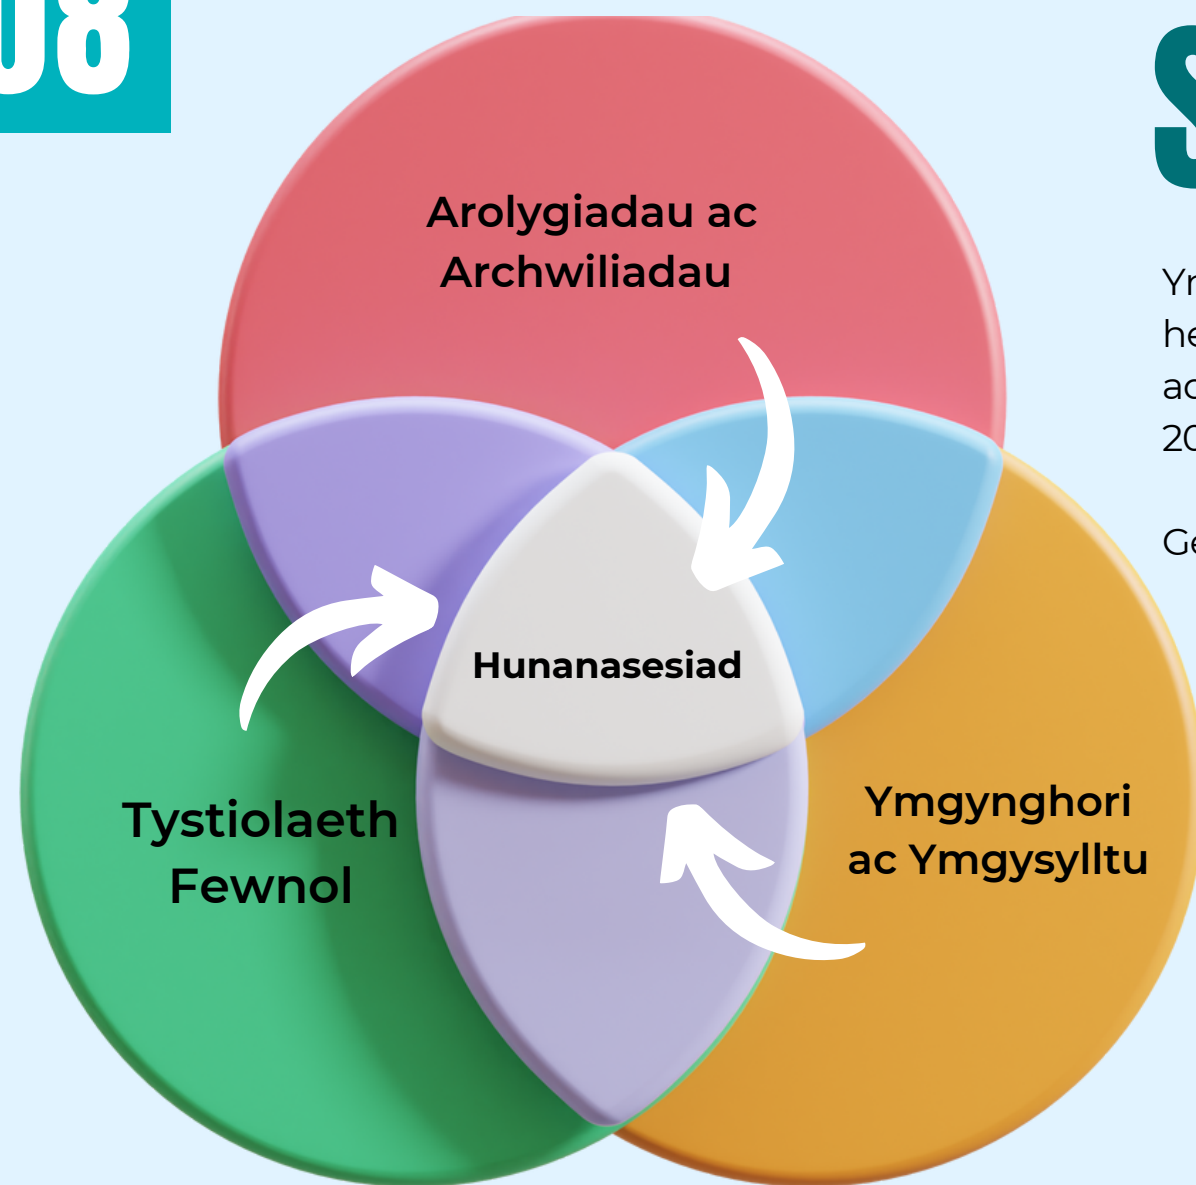 08
Arolygiadau ac
Archwiliadau
Hunanasesiad
Tystiolaeth
Fewnol
Ymgynghori
ac Ymgysylltu